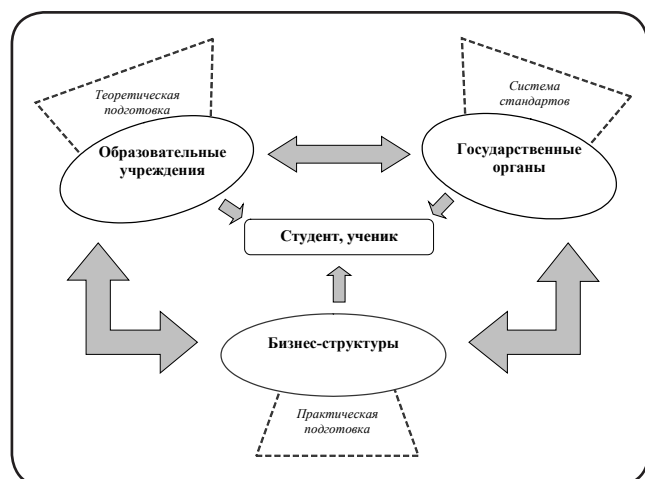 Теоретическая
подготовка
Система
стандартов
Образовательные
учреждения
Государственные
органы
Студент, ученик
Бизнес-структуры
Практическая
подготовка